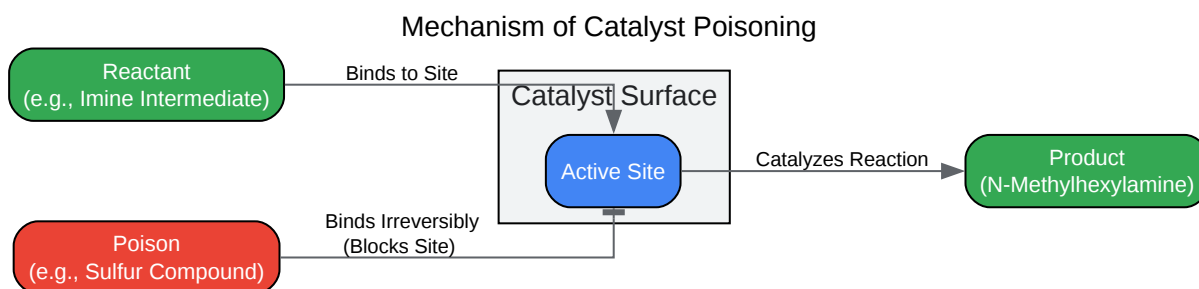 Mechanism of Catalyst Poisoning
Reactant
(e.g., Imine Intermediate)
Binds to Site
Catalyst Surface
Active Site
Catalyzes Reaction
Product
(N-Methylhexylamine)
Binds Irreversibly
(Blocks Site)
Poison
(e.g., Sulfur Compound)